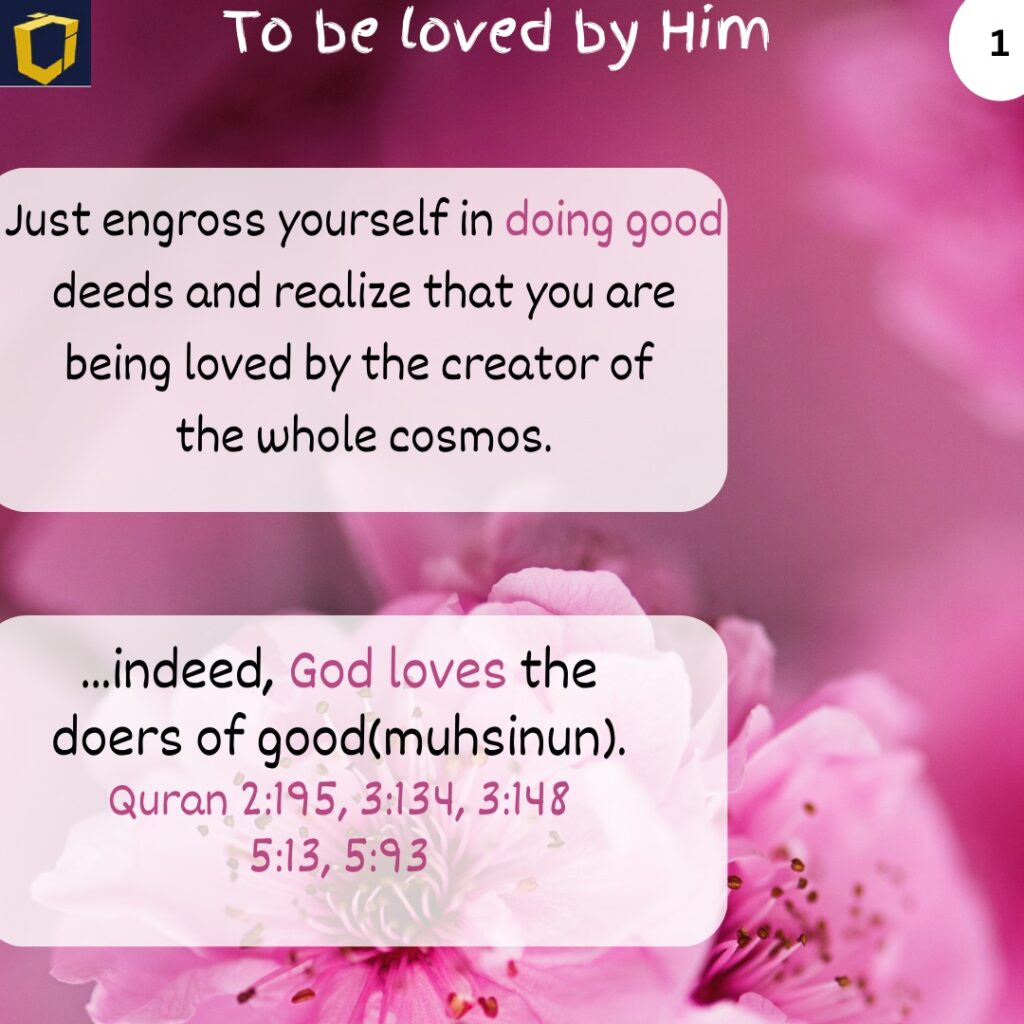 To be loved by Him
1
Just engross yourself in doing good
deeds and realize that you are
being loved by the creator of
the whole cosmos.
...indeed, God loves the
doers of good(muhsinun).
Quran 2:195, 3:134, 3:148
5:13, 5:93